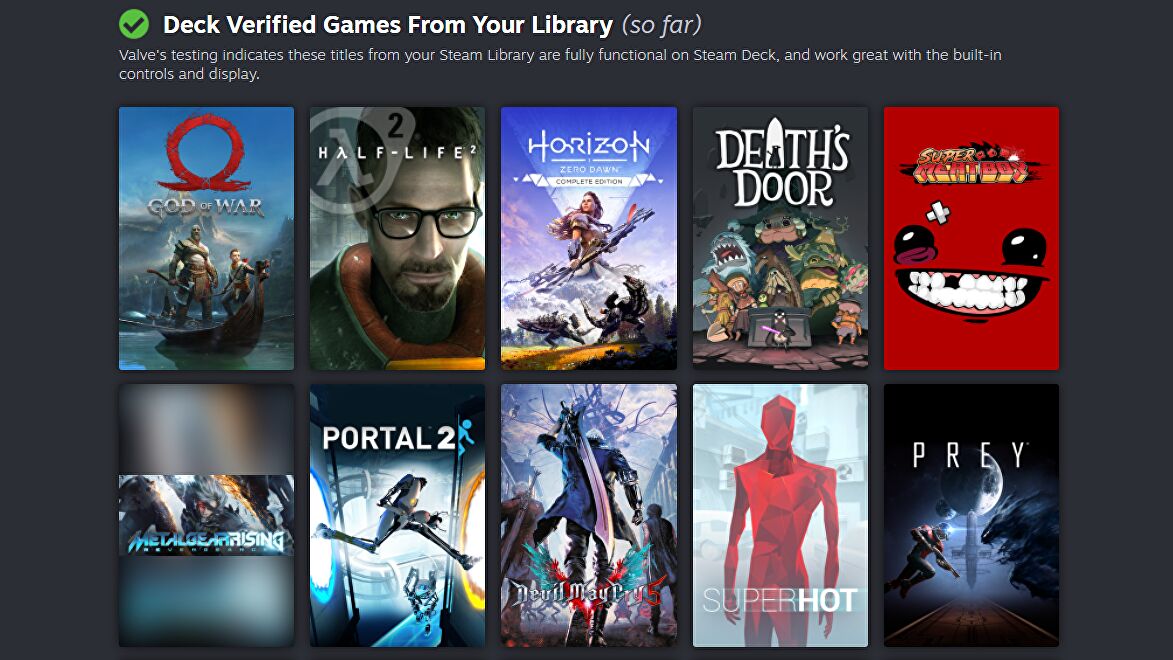 Deck Verified Games From Your Library (so far)
Valve's testing indicates these titles from your Steam Library are fully functional on Steam Deck, and work great with the built-in
controls and display.
GOD OF WAR
2
HALF-LIFE²
HORIZON
ZERO DAWN
COMPLETE EDITION
DEATH'S
DOOR
SUPER
MEAT BOY
METAL GEAR RISING
REVENGEANCE
PORTAL 2
Devil May Cry 5
SUPERHOT
PREY